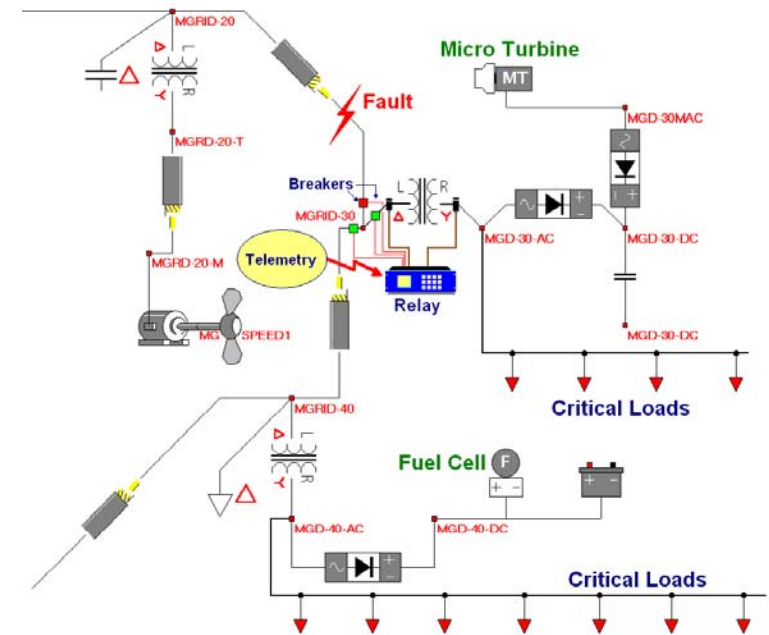 MGRID-20
Micro Turbine
MT
Fault
L
R
Δ
Y
Δ
MGD-30MAC
MGRD-20-T
Breakers
L
R
Δ
Y
MGRID-30
MGD-30-AC
MGD-30-DC
MGRD-20-M
Telemetry
Relay
MG SPEED1
MGD-30-DC
Critical Loads
MGRID-40
L
R
Δ
Y
Δ
Fuel Cell
F
+ -
+ -
MGD-40-AC
MGD-40-DC
Critical Loads